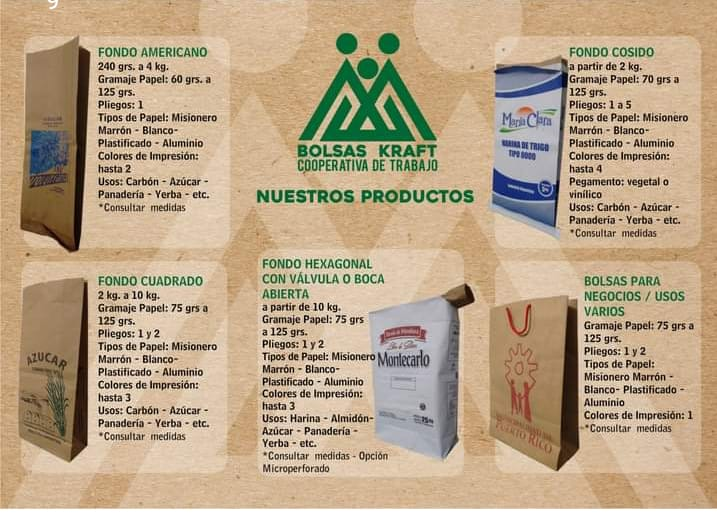 BOLSAS KRAFT
COOPERATIVA DE TRABAJO
NUESTROS PRODUCTOS
FONDO AMERICANO
240 grs. a 4 kg.
Gramaje Papel: 60 grs. a
125 grs.
Pliegos: 1
Tipos de Papel: Misionero
Marrón - Blanco-
Plastificado - Aluminio
Colores de Impresión:
hasta 2
Usos: Carbón - Azúcar -
Panadería - Yerba - etc.
*Consultar medidas
FONDO COSIDO
a partir de 2 kg.
Gramaje Papel: 70 grs a
125 grs.
Pliegos: 1 a 5
Tipos de Papel: Misionero
Marrón - Blanco-
Plastificado - Aluminio
Colores de Impresión:
hasta 4
Pegamento: vegetal o
vinílico
Usos: Carbón - Azúcar -
Panadería - Yerba - etc.
*Consultar medidas
María Clara
HARINA DE TRIGO
TIPO 0000
FONDO CUADRADO
2 kg. a 10 kg.
Gramaje Papel: 75 grs a
125 grs.
Pliegos: 1 y 2
Tipos de Papel: Misionero
Marrón - Blanco-
Plastificado - Aluminio
Colores de Impresión:
hasta 3
Usos: Carbón - Azúcar -
Panadería - Yerba - etc.
*Consultar medidas
AZUCAR
FONDO HEXAGONAL
CON VÁLVULA O BOCA
ABIERTA
a partir de 10 kg.
Gramaje Papel: 75 grs
a 125 grs.
Pliegos: 1 y 2
Tipos de Papel: Misionero
Marrón - Blanco-
Plastificado - Aluminio
Colores de Impresión:
hasta 3
Usos: Harina - Almidón-
Azúcar - Panadería -
Yerba - etc.
*Consultar medidas - Opción
Microperforado
Montecarlo
BOLSAS PARA
NEGOCIOS / USOS
VARIOS
Gramaje Papel: 75 grs a
125 grs.
Pliegos: 1 y 2
Tipos de Papel:
Misionero Marrón -
Blanco- Plastificado -
Aluminio
Colores de Impresión: 1
*Consultar medidas
PUERTO RICO